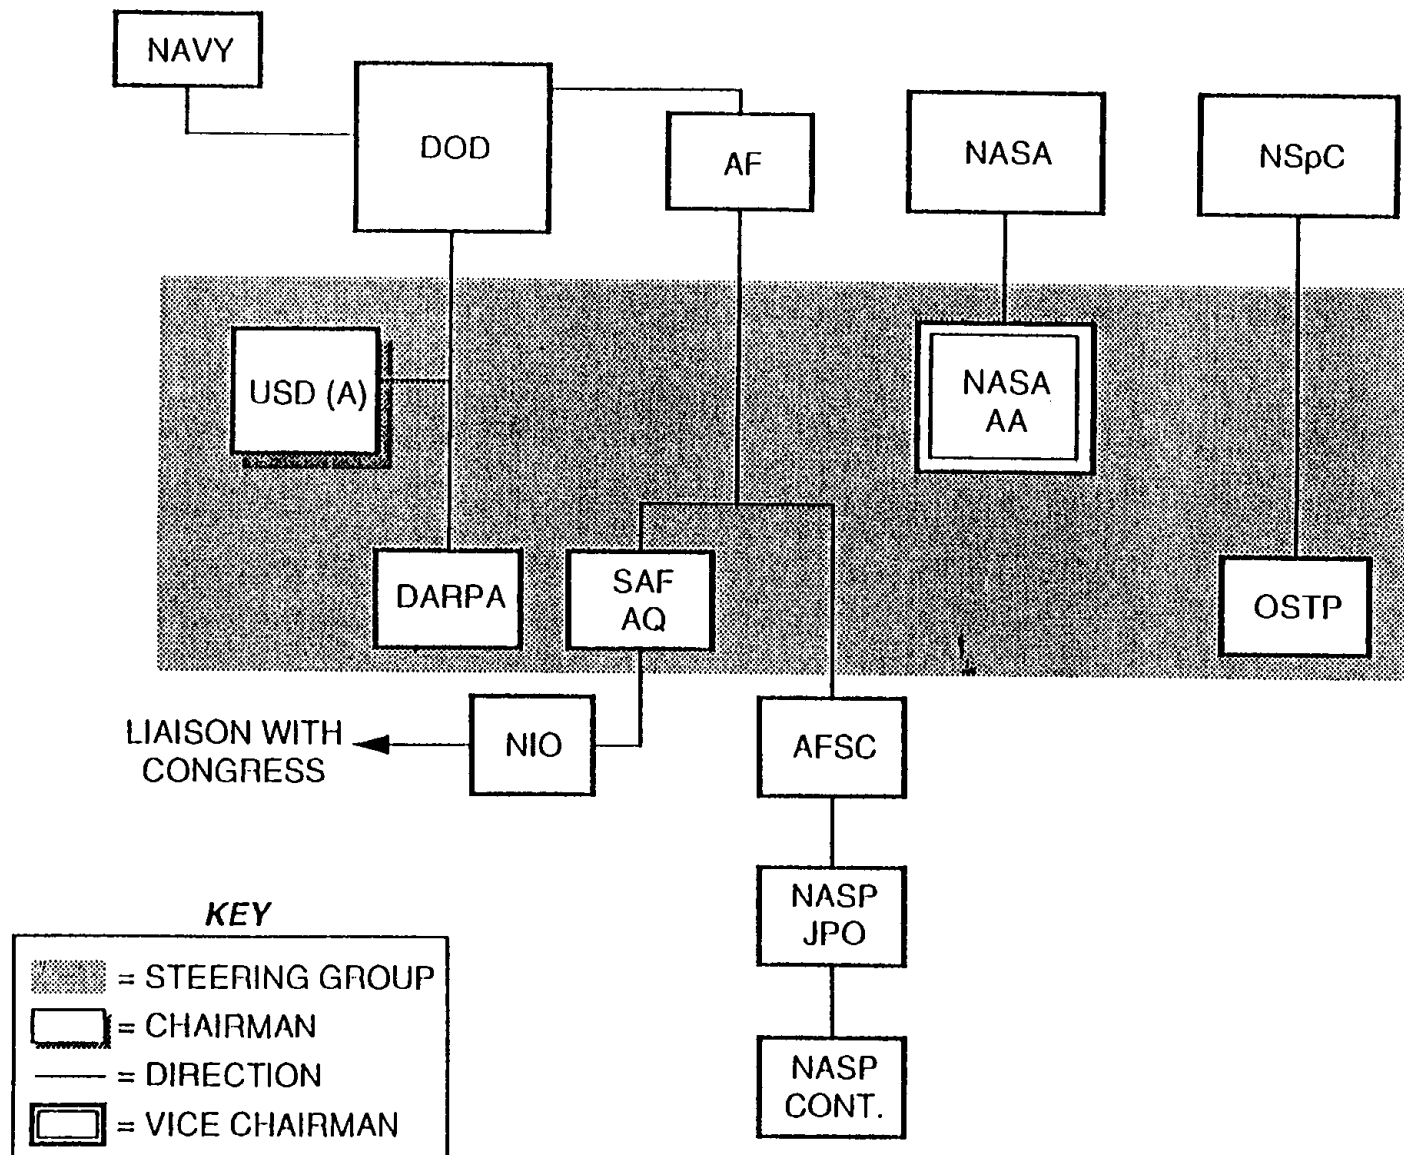 NAVY
DOD
AF
NASA
NSpC
USD (A)
NASA
AA
DARPA
SAF
AQ
OSTP
LIAISON WITH
CONGRESS
NIO
AFSC
NASP
JPO
NASP
CONT.
KEY
= STEERING GROUP
= CHAIRMAN
= DIRECTION
= VICE CHAIRMAN